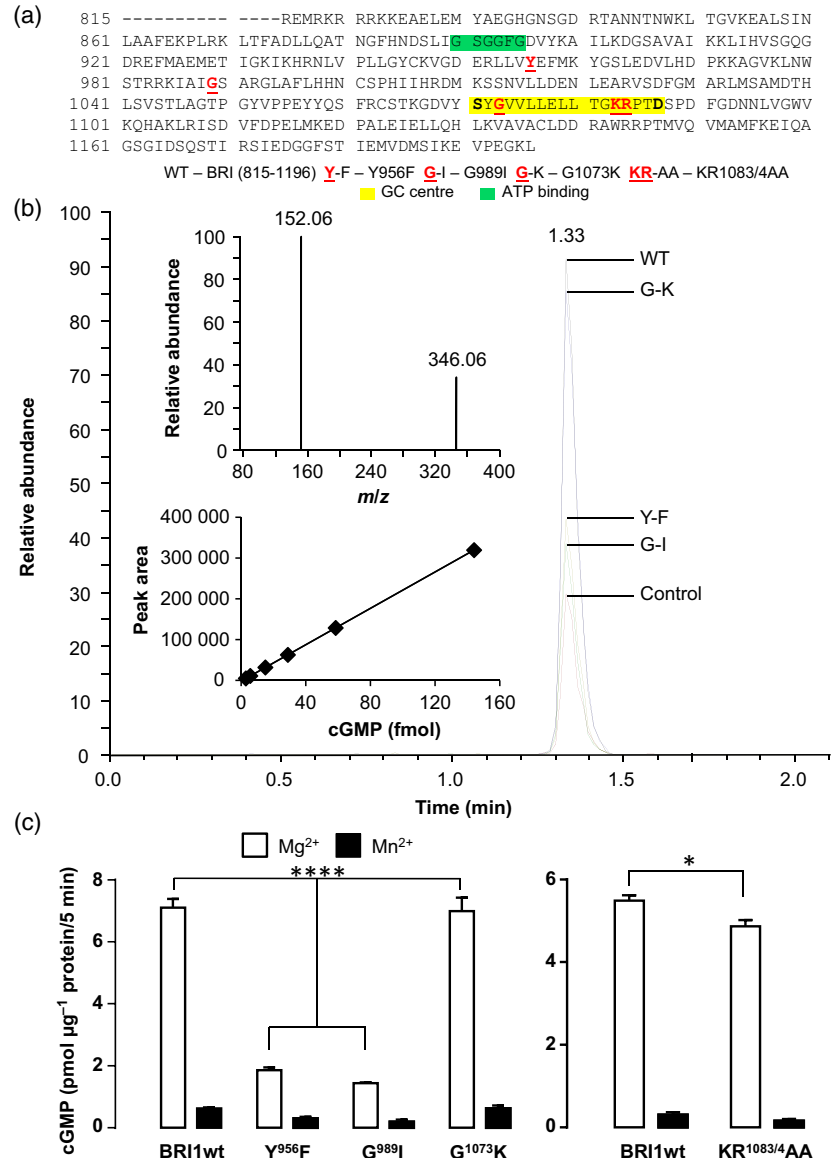 (a)
815 ----------- ----REMRKR RRKKEAELEM YAEGHGNSGD RTANNTNWKL TGVKEALSIN
861 LAAFEKPLRK LTFADLLQAT NGFHNDSLIG SGGFGDVYKA ILKDGSAVAI KKLIHVSGQG
921 DREFMAEMET IGKIKHRNLV PLLGYCKVGD ERLLVYEFMK YGSLEDVLHD PKKAGVKLNW
981 STRRKIAIGS ARGLAFLHHN CSPHIIHRDM KSSNVLLDEN LEARVSDFGM ARLMSAMDTH
1041 LSVSTLAGTP GYVPPEYYQS FRCSTKGDVY SYGVVLLELL TGKRPTDSPD FGDNNLVGWV
1101 KQHAKLRISD VFDPELMKED PALEIELLQH LKVAVACLDD RAWRRPTMVQ VMAMFKEIQA
1161 GSGIDSQSTI RSIEDGGFST IEMVDMSIKE VPEGKL
WT – BRI (815-1196) Y-F – Y956F G-I – G989I G-K – G1073K KR-AA – KR1083/4AA
GC centre ATP binding
(b)
Relative abundance
100
90
80
70
60
50
40
30
20
10
0
0.0 0.5 1.0 1.5 2.0
Time (min)
1.33
WT
G-K
Y-F
G-I
Control
Relative abundance
100
80
60
40
20
0
152.06
346.06
80 160 240 320 400
m/z
Peak area
400 000
300 000
200 000
100 000
0
0 40 80 120 160
cGMP (fmol)
(c)
Mg2+ Mn2+
cGMP (pmol µg–1 protein/5 min)
8
6
4
2
0
****
BRI1wt Y956F G989I G1073K
6
4
2
0
*
BRI1wt KR1083/4AA